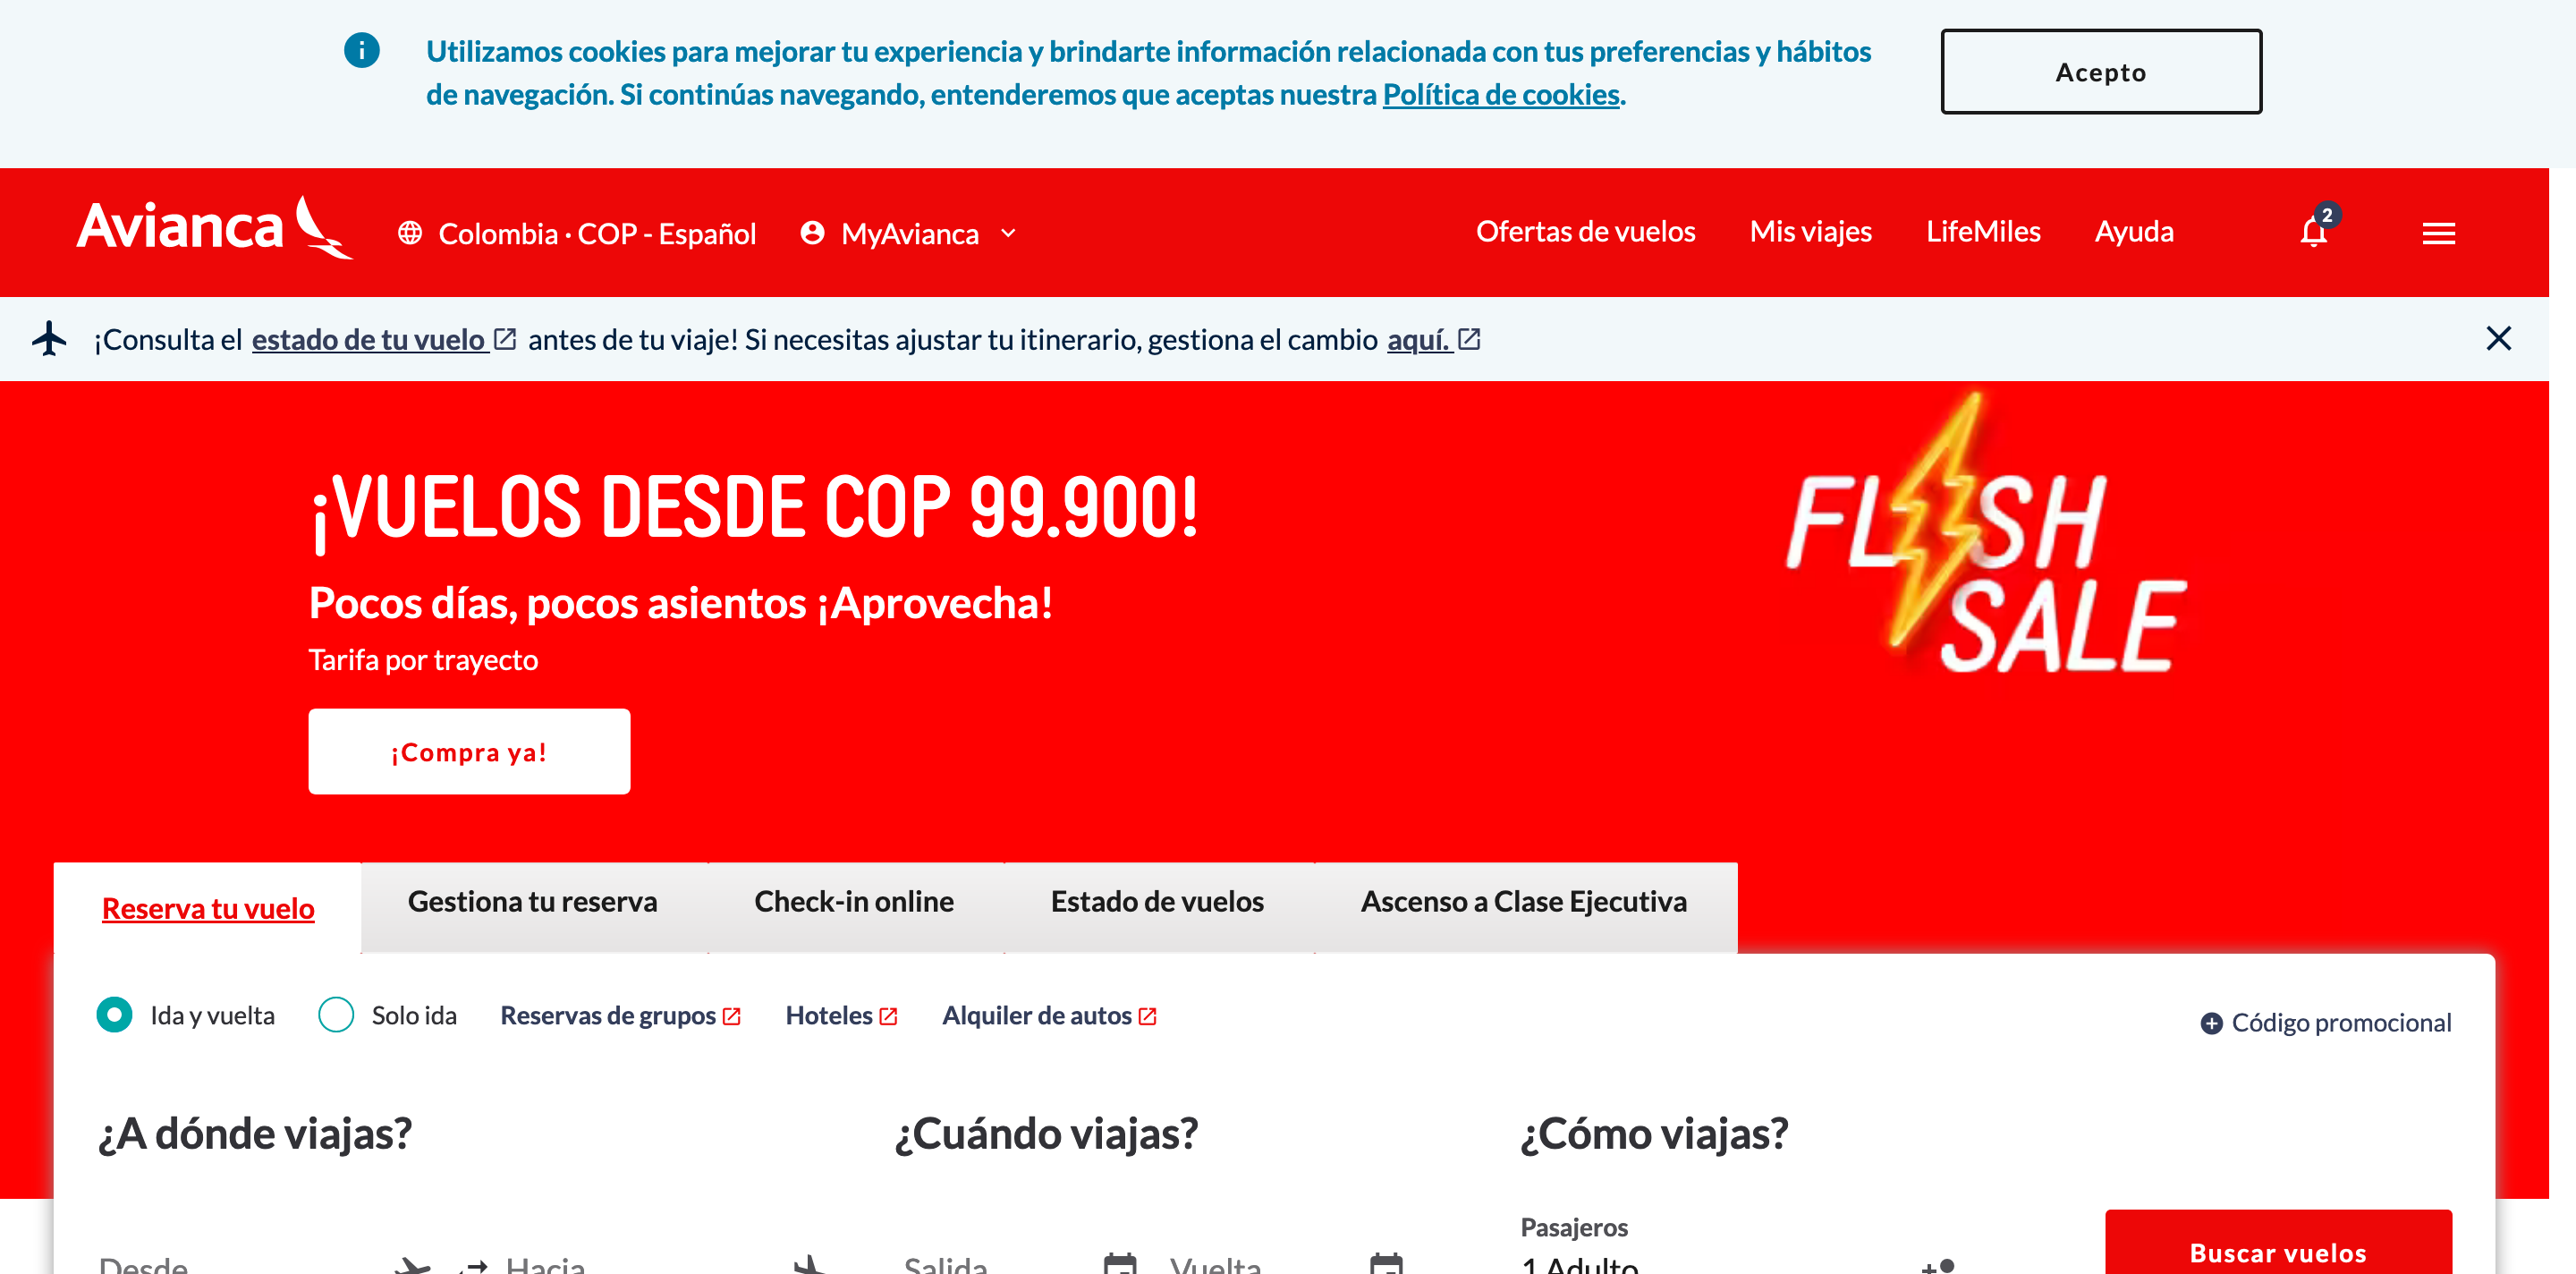 Utilizamos cookies para mejorar tu experiencia y brindarte información relacionada con tus preferencias y hábitos
de navegación. Si continúas navegando, entenderemos que aceptas nuestra Política de cookies.
Acepto
Avianca
Colombia · COP - Español
MyAvianca
Ofertas de vuelos
Mis viajes
LifeMiles
Ayuda
2
¡Consulta el estado de tu vuelo antes de tu viaje! Si necesitas ajustar tu itinerario, gestiona el cambio aquí.
¡VUELOS DESDE COP 99.900!
FLASH
SALE
Pocos días, pocos asientos ¡Aprovecha!
Tarifa por trayecto
¡Compra ya!
Reserva tu vuelo
Gestiona tu reserva
Check-in online
Estado de vuelos
Ascenso a Clase Ejecutiva
Ida y vuelta
Solo ida
Reservas de grupos
Hoteles
Alquiler de autos
Código promocional
¿A dónde viajas?
¿Cuándo viajas?
¿Cómo viajas?
Desde
Hacia
Salida
Vuelta
Pasajeros
1 Adulto
Buscar vuelos